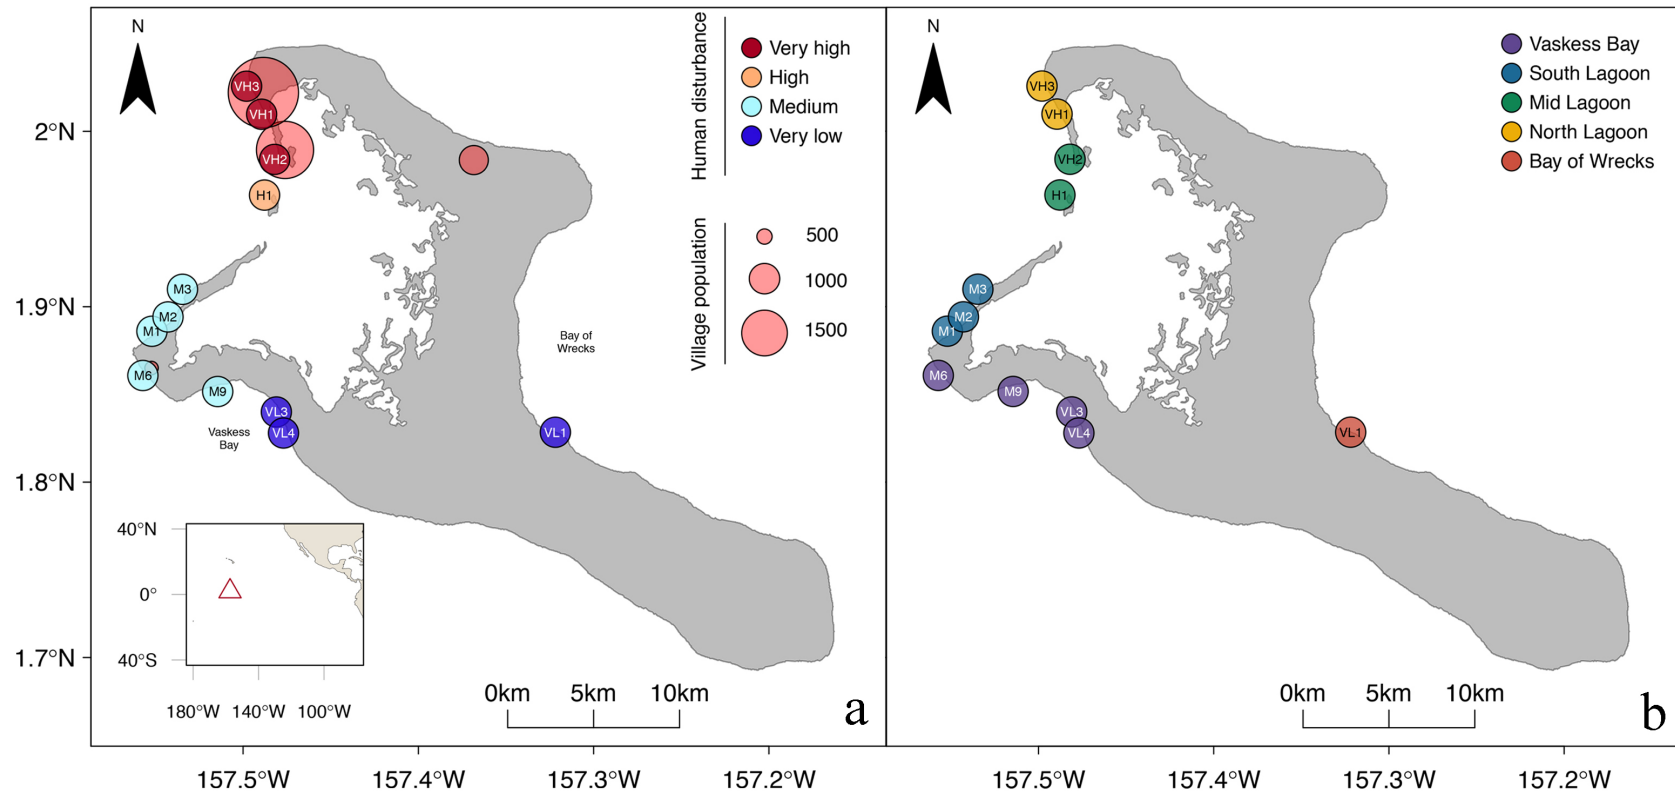 N
Human disturbance
Very high
High
Medium
Very low
VH3
VH1
VH2
H1
Village population
500
1000
1500
M3
M2
M1
M6
M9
VL3
VL4
VL1
Bay of
Wrecks
Vaskess
Bay
2°N
1.9°N
1.8°N
1.7°N
40°N
0°
40°S
180°W 140°W 100°W
0km 5km 10km
a
157.5°W 157.4°W 157.3°W 157.2°W
N
Vaskess Bay
South Lagoon
Mid Lagoon
North Lagoon
Bay of Wrecks
VH3
VH1
VH2
H1
M3
M2
M1
M6
M9
VL3
VL4
VL1
0km 5km 10km
b
157.5°W 157.4°W 157.3°W 157.2°W